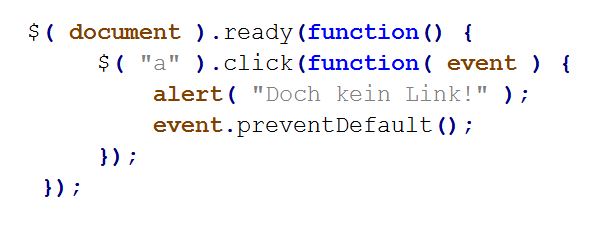 $( document ).ready(function() {
$( "a" ).click(function( event ) {
alert( "Doch kein Link!" );
event.preventDefault();
});
});